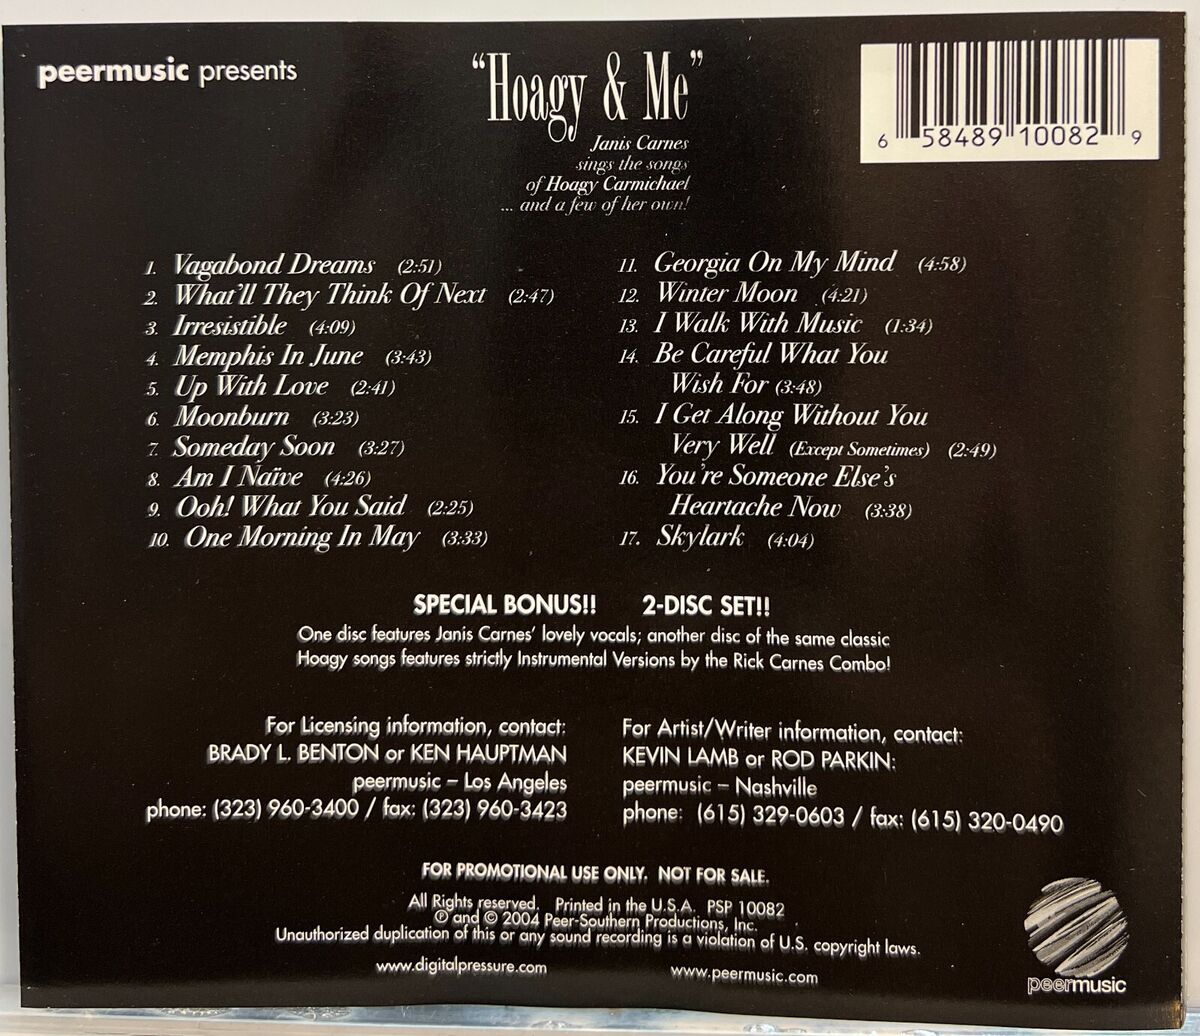 peermusic presents
"Hoagy & Me"
Janis Carnes
sings the songs
of Hoagy Carmichael
... and a few of her own!
6 58489 10082 9
1. Vagabond Dreams (2:51)
2. What'll They Think Of Next (2:47)
3. Irresistible (4:09)
4. Memphis In June (3:43)
5. Up With Love (2:41)
6. Moonburn (3:23)
7. Someday Soon (3:27)
8. Am I Naïve (4:26)
9. Ooh! What You Said (2:25)
10. One Morning In May (3:33)
11. Georgia On My Mind (4:58)
12. Winter Moon (4:21)
13. I Walk With Music (1:34)
14. Be Careful What You
Wish For (3:48)
15. I Get Along Without You
Very Well (Except Sometimes) (2:49)
16. You're Someone Else's
Heartache Now (3:38)
17. Skylark (4:04)
SPECIAL BONUS!! 2-DISC SET!!
One disc features Janis Carnes' lovely vocals; another disc of the same classic
Hoagy songs features strictly Instrumental Versions by the Rick Carnes Combo!
For Licensing information, contact:
BRADY L. BENTON or KEN HAUPTMAN
peermusic – Los Angeles
phone: (323) 960-3400 / fax: (323) 960-3423
For Artist/Writer information, contact:
KEVIN LAMB or ROD PARKIN:
peermusic – Nashville
phone: (615) 329-0603 / fax: (615) 320-0490
FOR PROMOTIONAL USE ONLY. NOT FOR SALE.
All Rights reserved. Printed in the U.S.A. PSP 10082
℗ and © 2004 Peer-Southern Productions, Inc.
Unauthorized duplication of this or any sound recording is a violation of U.S. copyright laws.
www.digitalpressure.com www.peermusic.com
peermusic